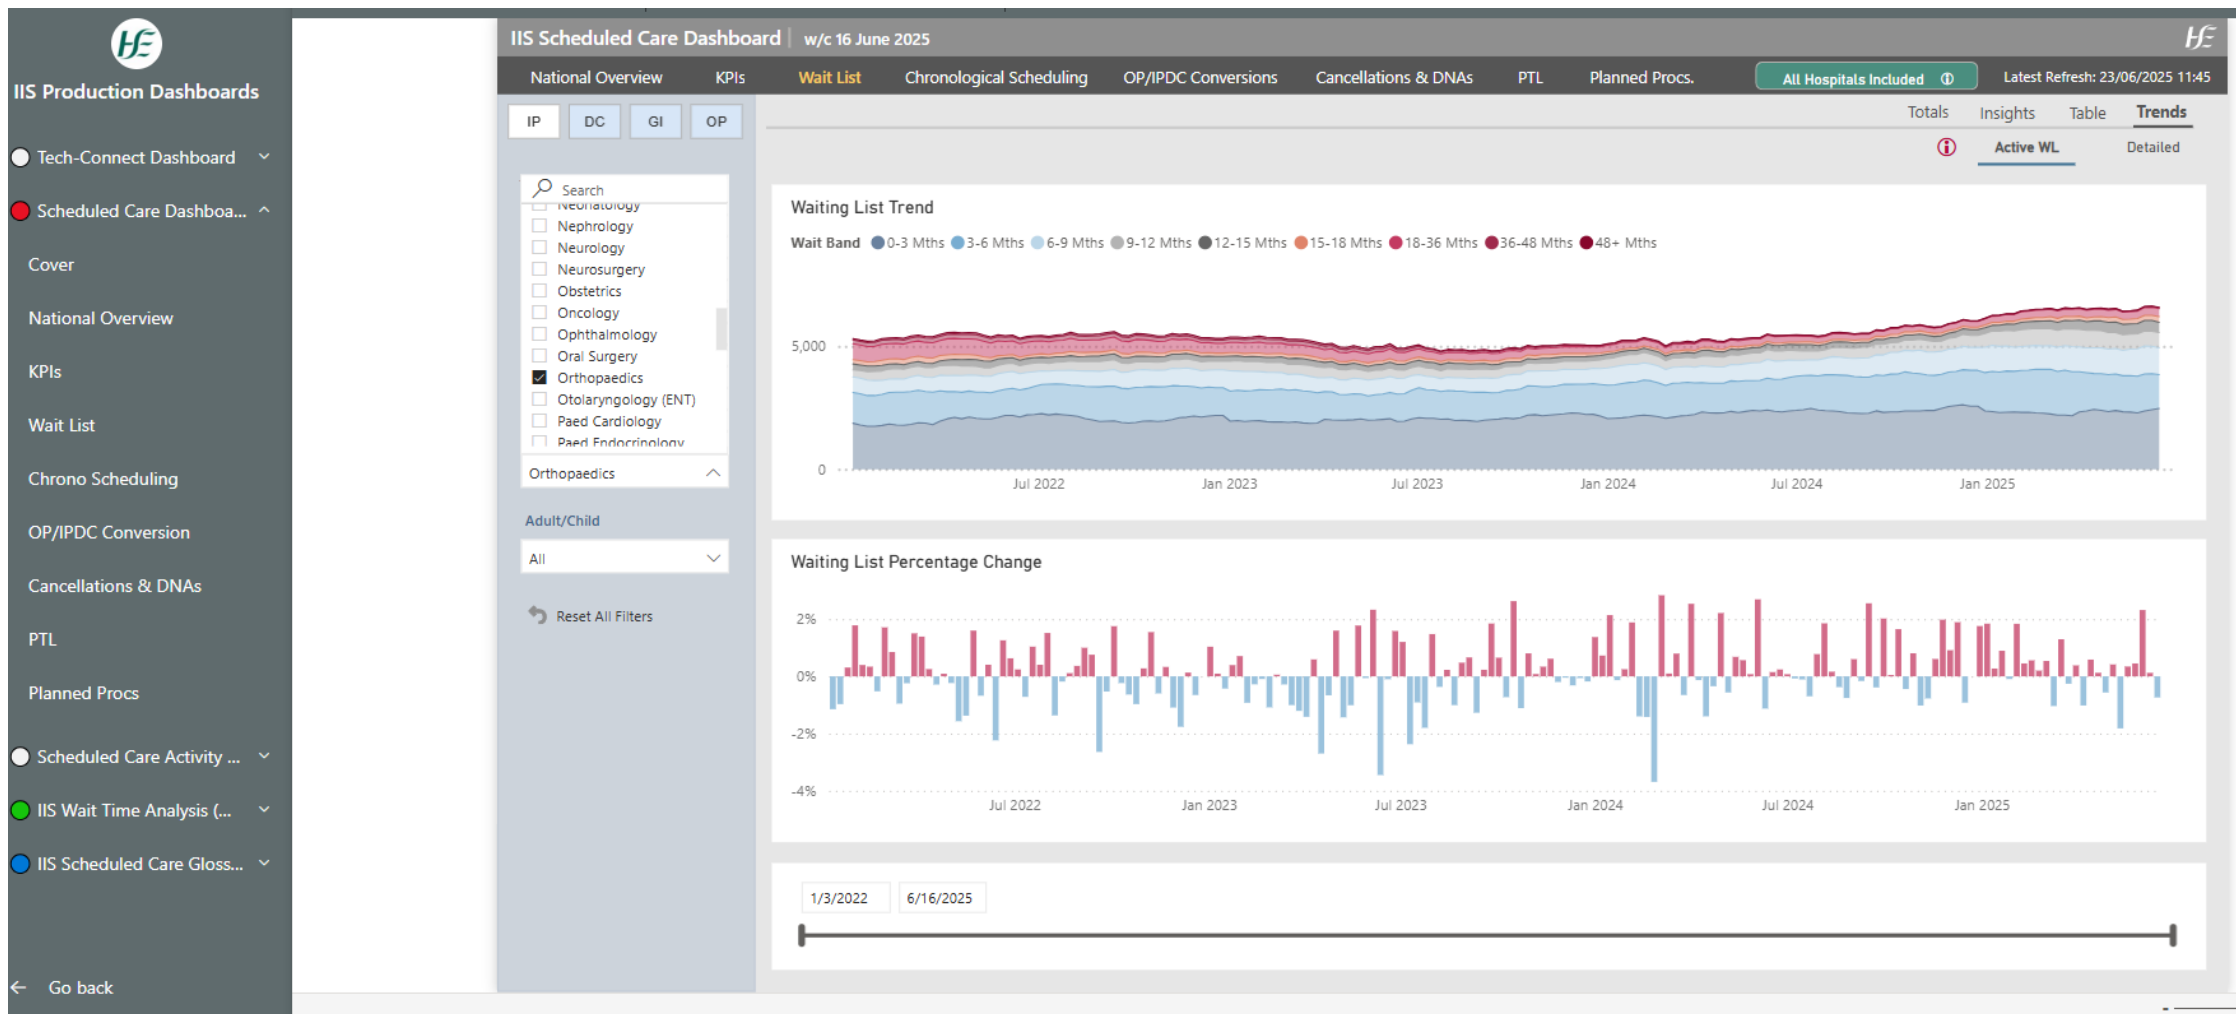 IIS Production Dashboards
Tech-Connect Dashboard
Scheduled Care Dashboa...
Cover
National Overview
KPIs
Wait List
Chrono Scheduling
OP/IPDC Conversion
Cancellations & DNAs
PTL
Planned Procs
Scheduled Care Activity ...
IIS Wait Time Analysis (...
IIS Scheduled Care Gloss...
Go back
IIS Scheduled Care Dashboard | w/c 16 June 2025
National Overview KPIs Wait List Chronological Scheduling OP/IPDC Conversions Cancellations & DNAs PTL Planned Procs. All Hospitals Included Latest Refresh: 23/06/2025 11:45
IP DC GI OP
Totals Insights Table Trends
Active WL Detailed
Search
Neonatology
Nephrology
Neurology
Neurosurgery
Obstetrics
Oncology
Ophthalmology
Oral Surgery
Orthopaedics
Otolaryngology (ENT)
Paed Cardiology
Paed Endocrinology
Orthopaedics
Adult/Child
All
Reset All Filters
Waiting List Trend
Wait Band 0-3 Mths 3-6 Mths 6-9 Mths 9-12 Mths 12-15 Mths 15-18 Mths 18-36 Mths 36-48 Mths 48+ Mths
5,000
0
Jul 2022 Jan 2023 Jul 2023 Jan 2024 Jul 2024 Jan 2025
Waiting List Percentage Change
2%
0%
-2%
-4%
Jul 2022 Jan 2023 Jul 2023 Jan 2024 Jul 2024 Jan 2025
1/3/2022 6/16/2025